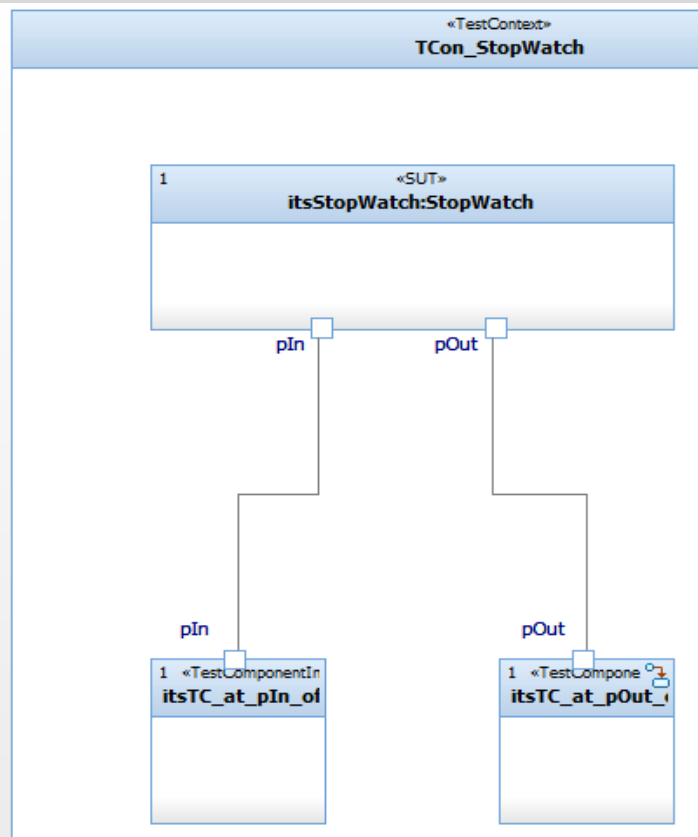 «TestContext»
TCon_StopWatch
1 «SUT»
itsStopWatch:StopWatch
pIn pOut
pIn pOut
1 «TestComponentIn 1 «TestCompone
itsTC_at_pIn_of itsTC_at_pOut_